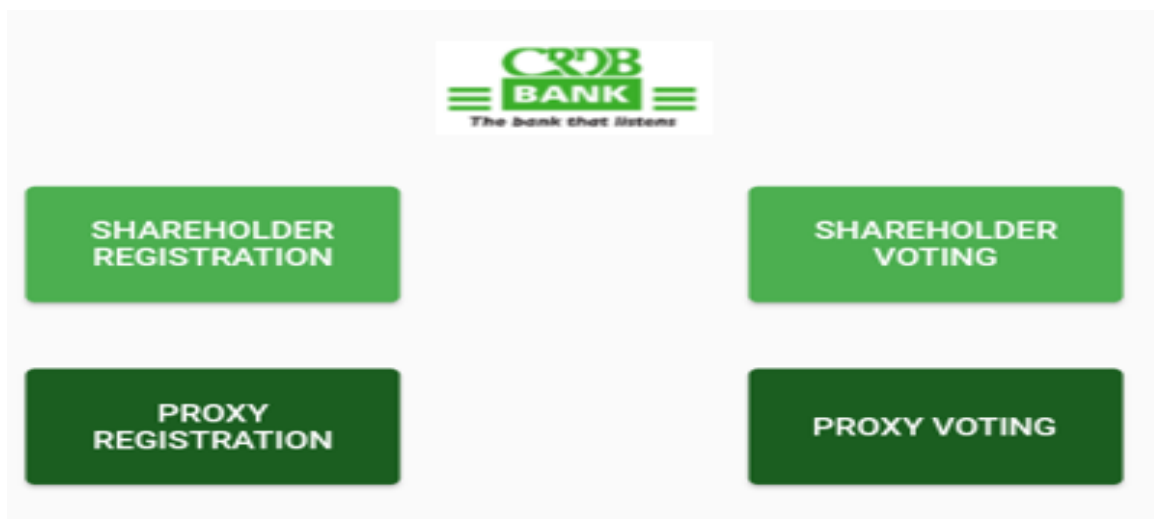 CRDB
BANK
The bank that listens
SHAREHOLDER
REGISTRATION
SHAREHOLDER
VOTING
PROXY
REGISTRATION
PROXY VOTING